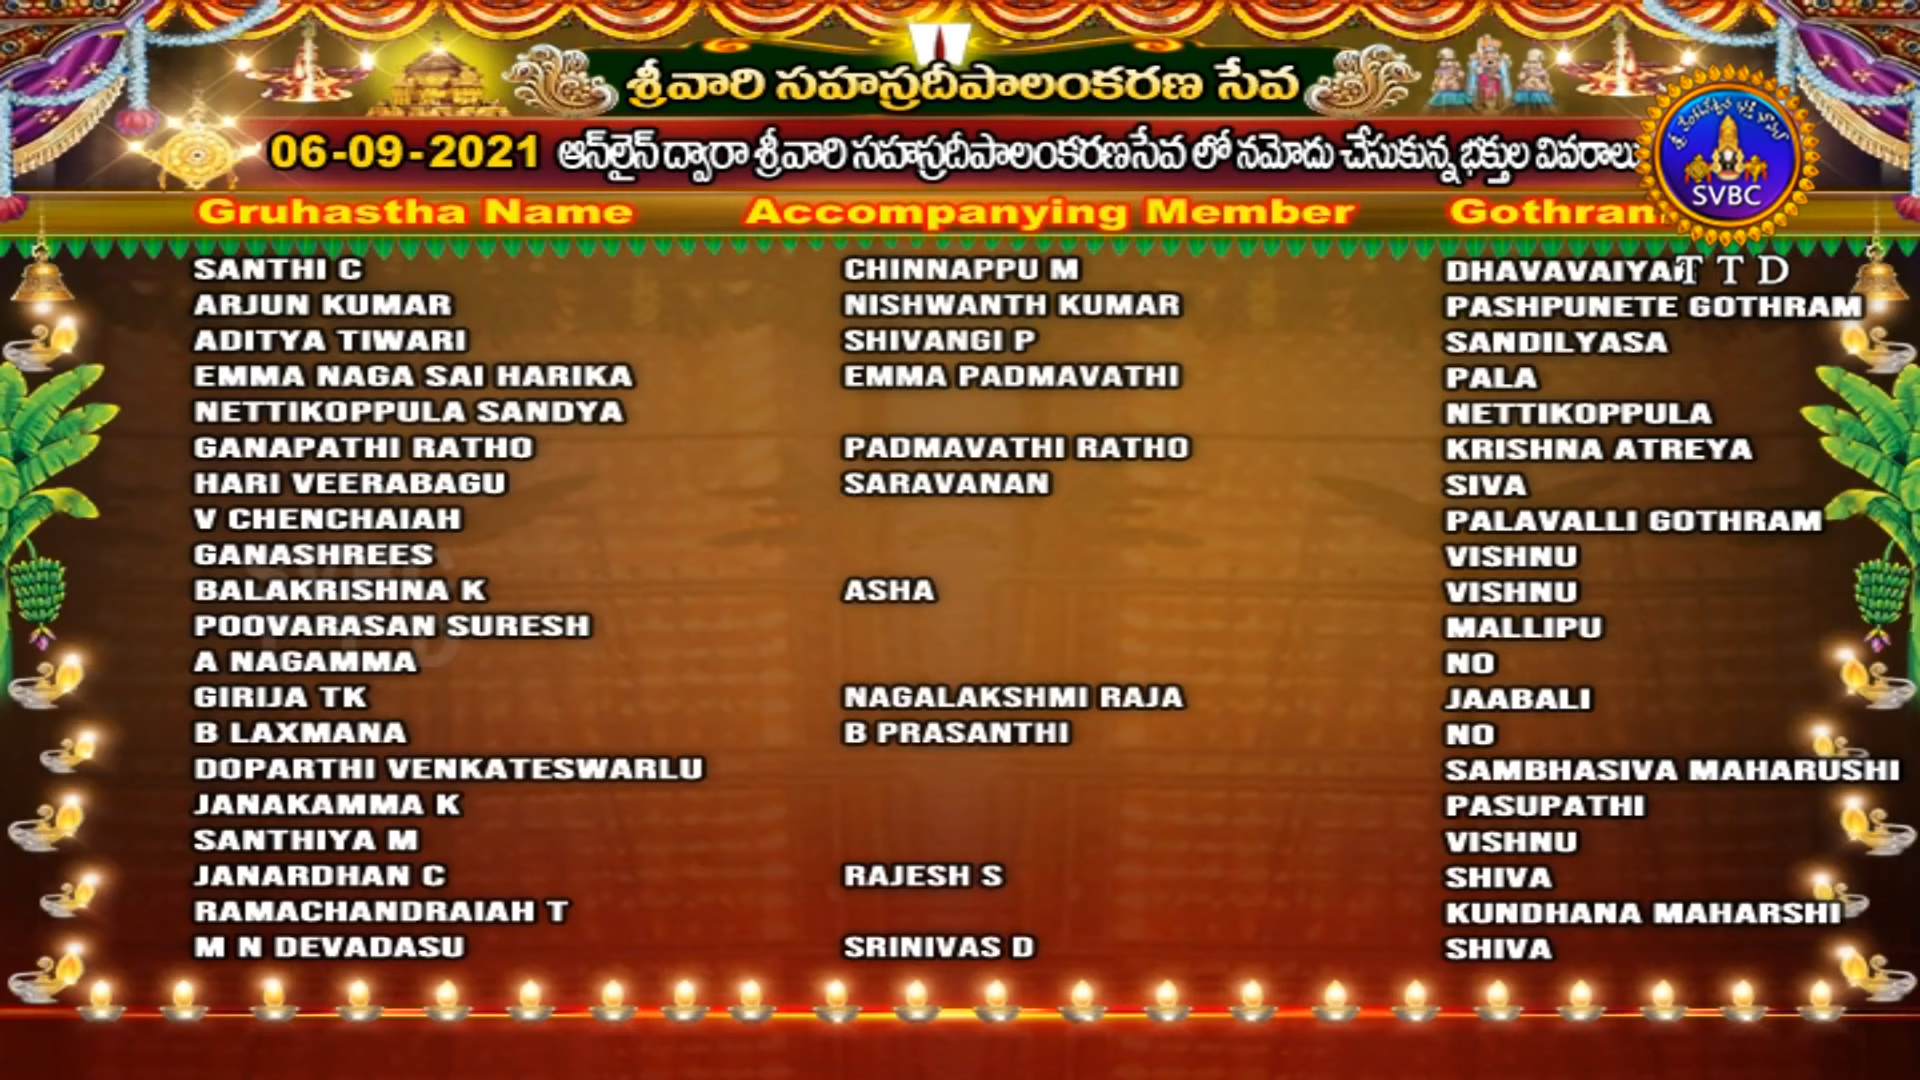 శ్రీవారి సహస్రదీపాలంకరణ సేవ
06-09-2021 ఆన్‌లైన్ ద్వారా శ్రీవారి సహస్రదీపాలంకరణసేవ లో నమోదు చేసుకున్న భక్తుల వివరాలు
SVBC
TTD
Gruhastha Name Accompanying Member
SANTHI C CHINNAPPU M
ARJUN KUMAR NISHWANTH KUMAR PASHPUNETE GOTHRAM
ADITYA TIWARI SHIVANGI P SANDILYASA
EMMA NAGA SAI HARIKA EMMA PADMAVATHI PALA
NETTIKOPPULA SANDYA NETTIKOPPULA
GANAPATHI RATHO PADMAVATHI RATHO KRISHNA ATREYA
HARI VEERABAGU SARAVANAN SIVA
V CHENCHAIAH PALAVALLI GOTHRAM
GANASHREES VISHNU
BALAKRISHNA K ASHA VISHNU
POOVARASAN SURESH MALLIPU
A NAGAMMA NO
GIRIJA TK NAGALAKSHMI RAJA JAABALI
B LAXMANA B PRASANTHI NO
DOPARTHI VENKATESWARLU SAMBHASIVA MAHARUSHI
JANAKAMMA K PASUPATHI
SANTHIYA M VISHNU
JANARDHAN C RAJESH S SHIVA
RAMACHANDRAIAH T KUNDHANA MAHARSHI
M N DEVADASU SRINIVAS D SHIVA